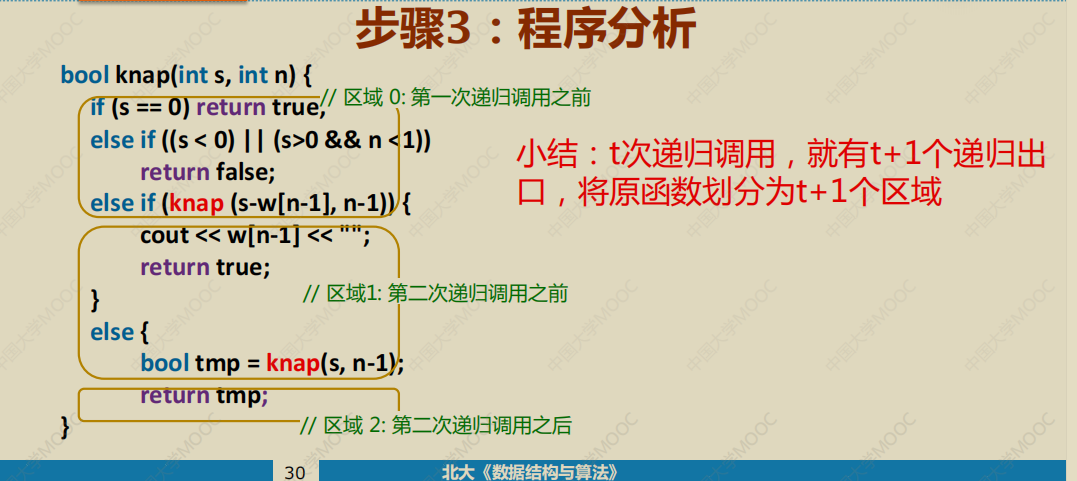 步骤3：程序分析
bool knap(int s, int n) {
// 区域 0: 第一次递归调用之前
if (s == 0) return true;
else if ((s < 0) || (s>0 && n <1))
return false;
else if (knap (s-w[n-1], n-1)) {
cout << w[n-1] << "";
return true;
}
// 区域1: 第二次递归调用之前
else {
bool tmp = knap(s, n-1);
return tmp;
}
// 区域 2: 第二次递归调用之后
小结：t次递归调用，就有t+1个递归出
口，将原函数划分为t+1个区域
30
北大《数据结构与算法》
中国大学MOOC